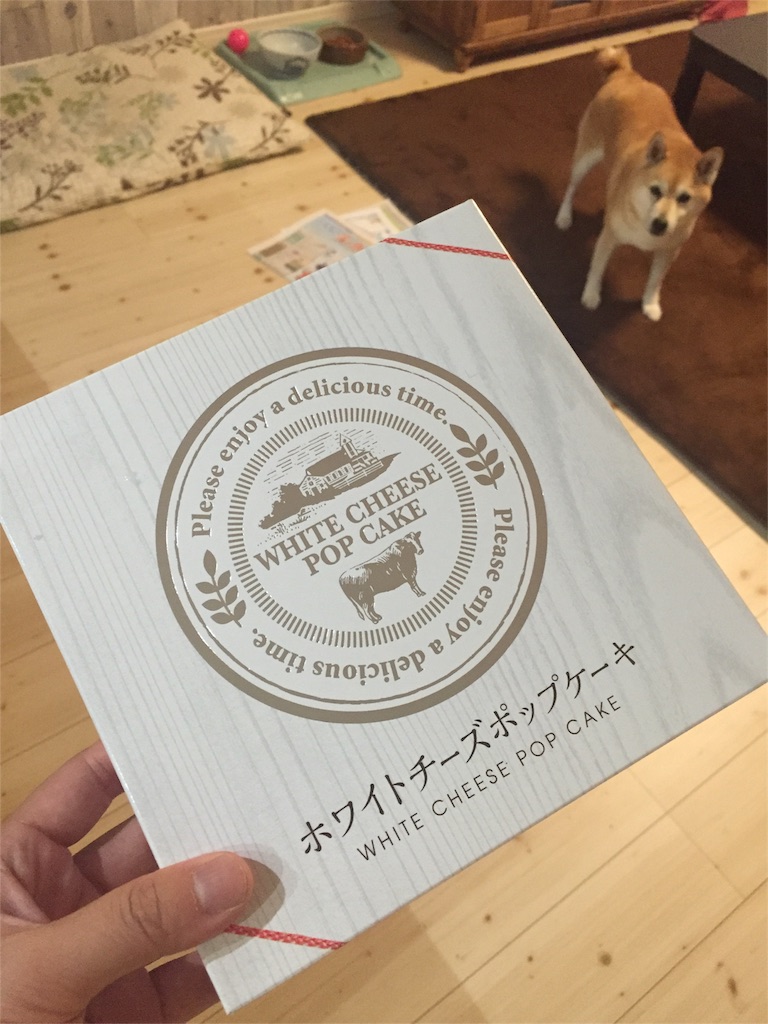 Please enjoy a delicious time.
Please enjoy a delicious time.
WHITE CHEESE
POP CAKE
ホワイトチーズポップケーキ
WHITE CHEESE POP CAKE